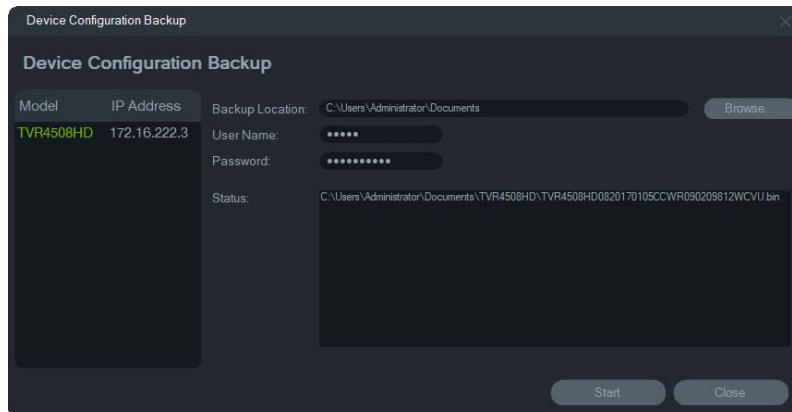 Device Configuration Backup
Device Configuration Backup
Model IP Address
TVR4508HD 172.16.222.3
Backup Location: C:\Users\Administrator\Documents Browse...
User Name: •••••
Password: ••••••••••
Status: C:\Users\Administrator\Documents\TVR4508HD\TVR4508HD0820170105CCWR090209812WCVU.bin
Start Close